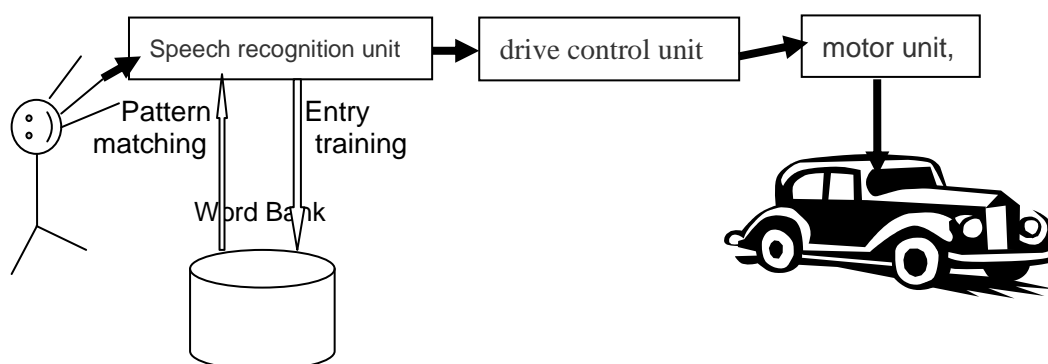 Speech recognition unit
drive control unit
motor unit,
Pattern
matching
Entry
training
Word Bank